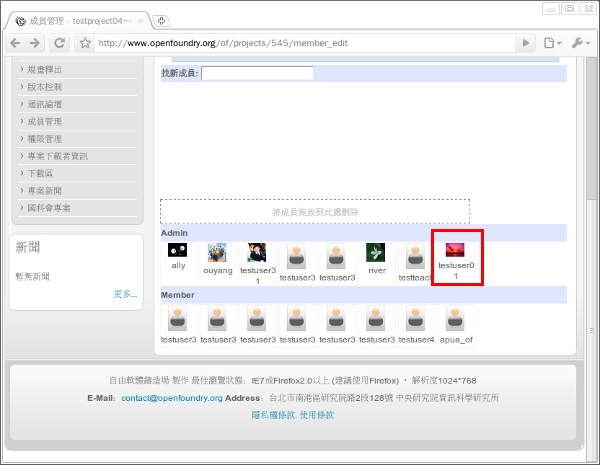 成員管理 - testproject04···
http://www.openfoundry.org/of/projects/545/member_edit
規畫釋出
版本控制
通訊論壇
成員管理
權限管理
專案下載者資訊
下載區
專案新聞
國科會專案
新聞
暫無新聞
更多...
找新成員:
將成員拖放到此處刪除
Admin
ally ouyang testuser3 testuser3 testuser3 river testteact testuser0
1 1
Member
testuser3 testuser3 testuser3 testuser3 testuser3 testuser3 testuser4 apua_of
自由軟體鑄造場 製作 最佳瀏覽狀態: IE7或Firefox2.0以上 (建議使用Firefox) ‧ 解析度1024*768
E-Mail: contact@openfoundry.org Address: 台北市南港區研究院路2段128號 中央研究院資訊科學研究所
隱私權條款. 使用條款